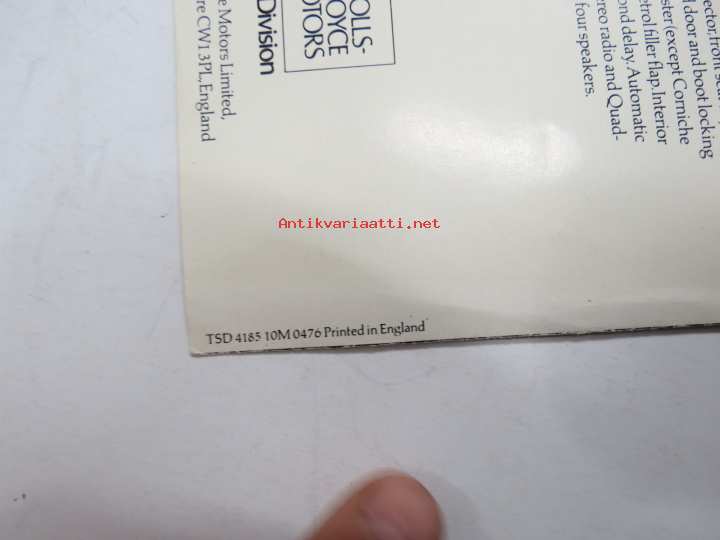 ector, front
door and boot locking
ster (except Corniche
etrol filler flap. Interior
ond delay. Automatic
ereo radio and Quad-
four speakers.
OLLS-
OYCE
OTORS
Division
e Motors Limited,
re CW1 3PL, England
Antikvariaatti.net
TSD 4185 10M 0476 Printed in England